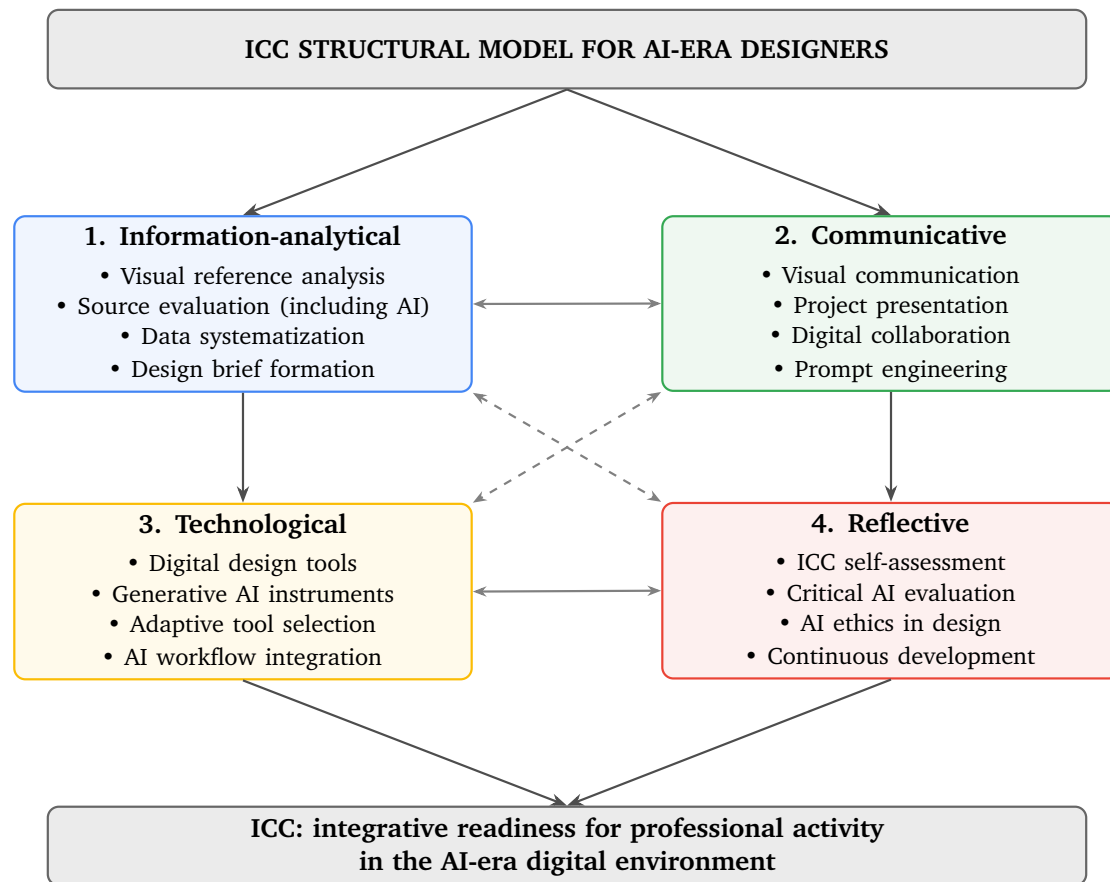 ICC STRUCTURAL MODEL FOR AI-ERA DESIGNERS
1. Information-analytical
• Visual reference analysis
• Source evaluation (including AI)
• Data systematization
• Design brief formation
2. Communicative
• Visual communication
• Project presentation
• Digital collaboration
• Prompt engineering
3. Technological
• Digital design tools
• Generative AI instruments
• Adaptive tool selection
• AI workflow integration
4. Reflective
• ICC self-assessment
• Critical AI evaluation
• AI ethics in design
• Continuous development
ICC: integrative readiness for professional activity
in the AI-era digital environment